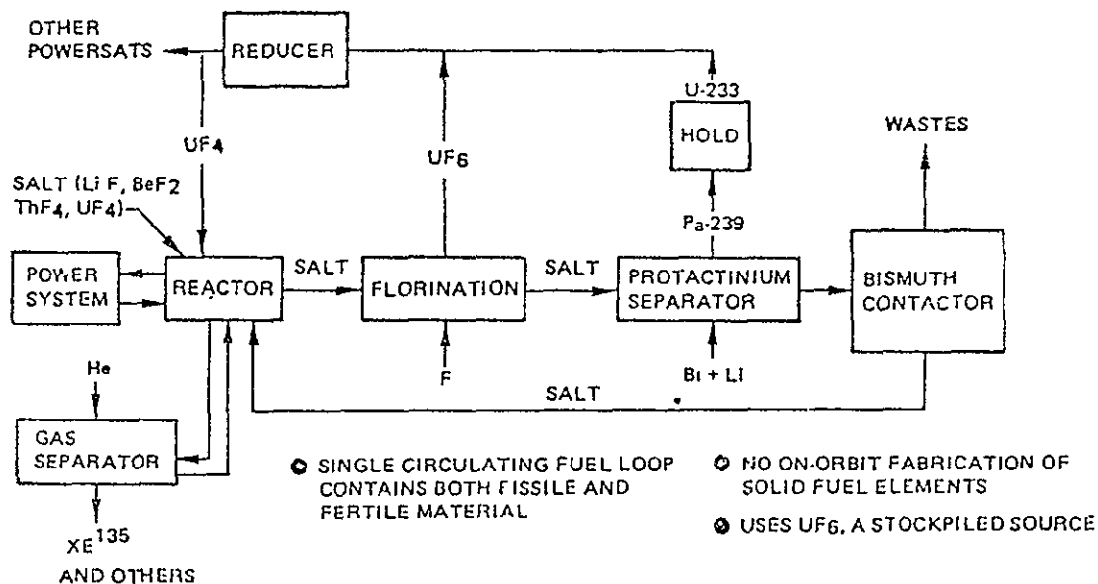 OTHER
POWERSATS
REDUCER
U-233
HOLD
WASTES
UF4
UF6
SALT (Li F, BeF2
ThF4, UF4)
Pa-239
POWER
SYSTEM
REACTOR
SALT
FLORINATION
SALT
PROTACTINIUM
SEPARATOR
BISMUTH
CONTACTOR
He
F
Bi + LI
SALT
GAS
SEPARATOR
SINGLE CIRCULATING FUEL LOOP
CONTAINS BOTH FISSILE AND
FERTILE MATERIAL
NO ON-ORBIT FABRICATION OF
SOLID FUEL ELEMENTS
USES UF6, A STOCKPILED SOURCE
XE135
AND OTHERS